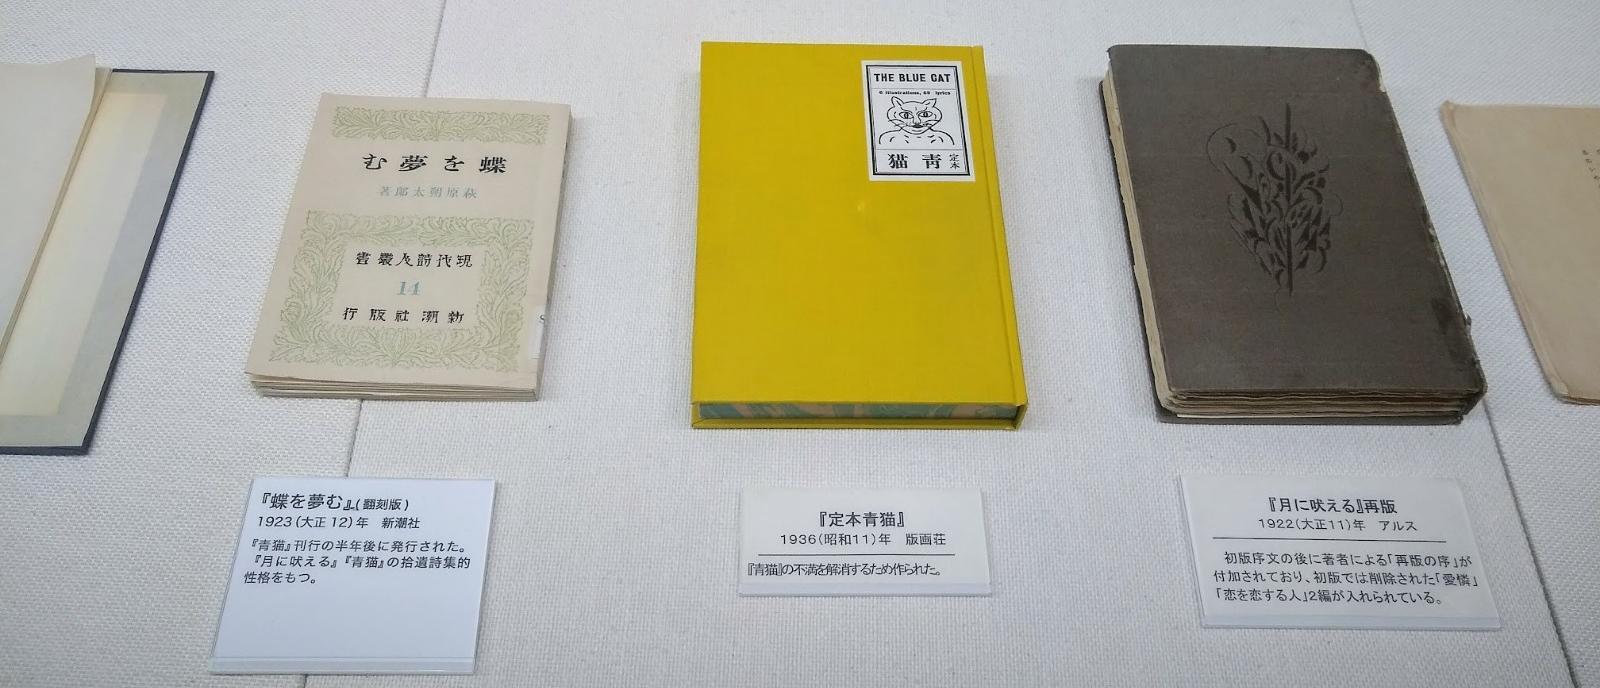 蝶を夢む
萩原朔太郎著
現代詩人叢書
14
新潮社版行
THE BLUE CAT
6 illustrations, 69 lyrics
定本
青猫
『蝶を夢む』(翻刻版)
1923(大正12)年 新潮社
『青猫』刊行の半年後に発行された。
『月に吠える』『青猫』の拾遺詩集的
性格をもつ。
『定本青猫』
1936(昭和11)年 版画荘
『青猫』の不満を解消するため作られた。
『月に吠える』再版
1922(大正11)年 アルス
初版序文の後に著者による「再版の序」が
付加されており、初版では削除された「愛憐」
「恋を恋する人」2編が入れられている。